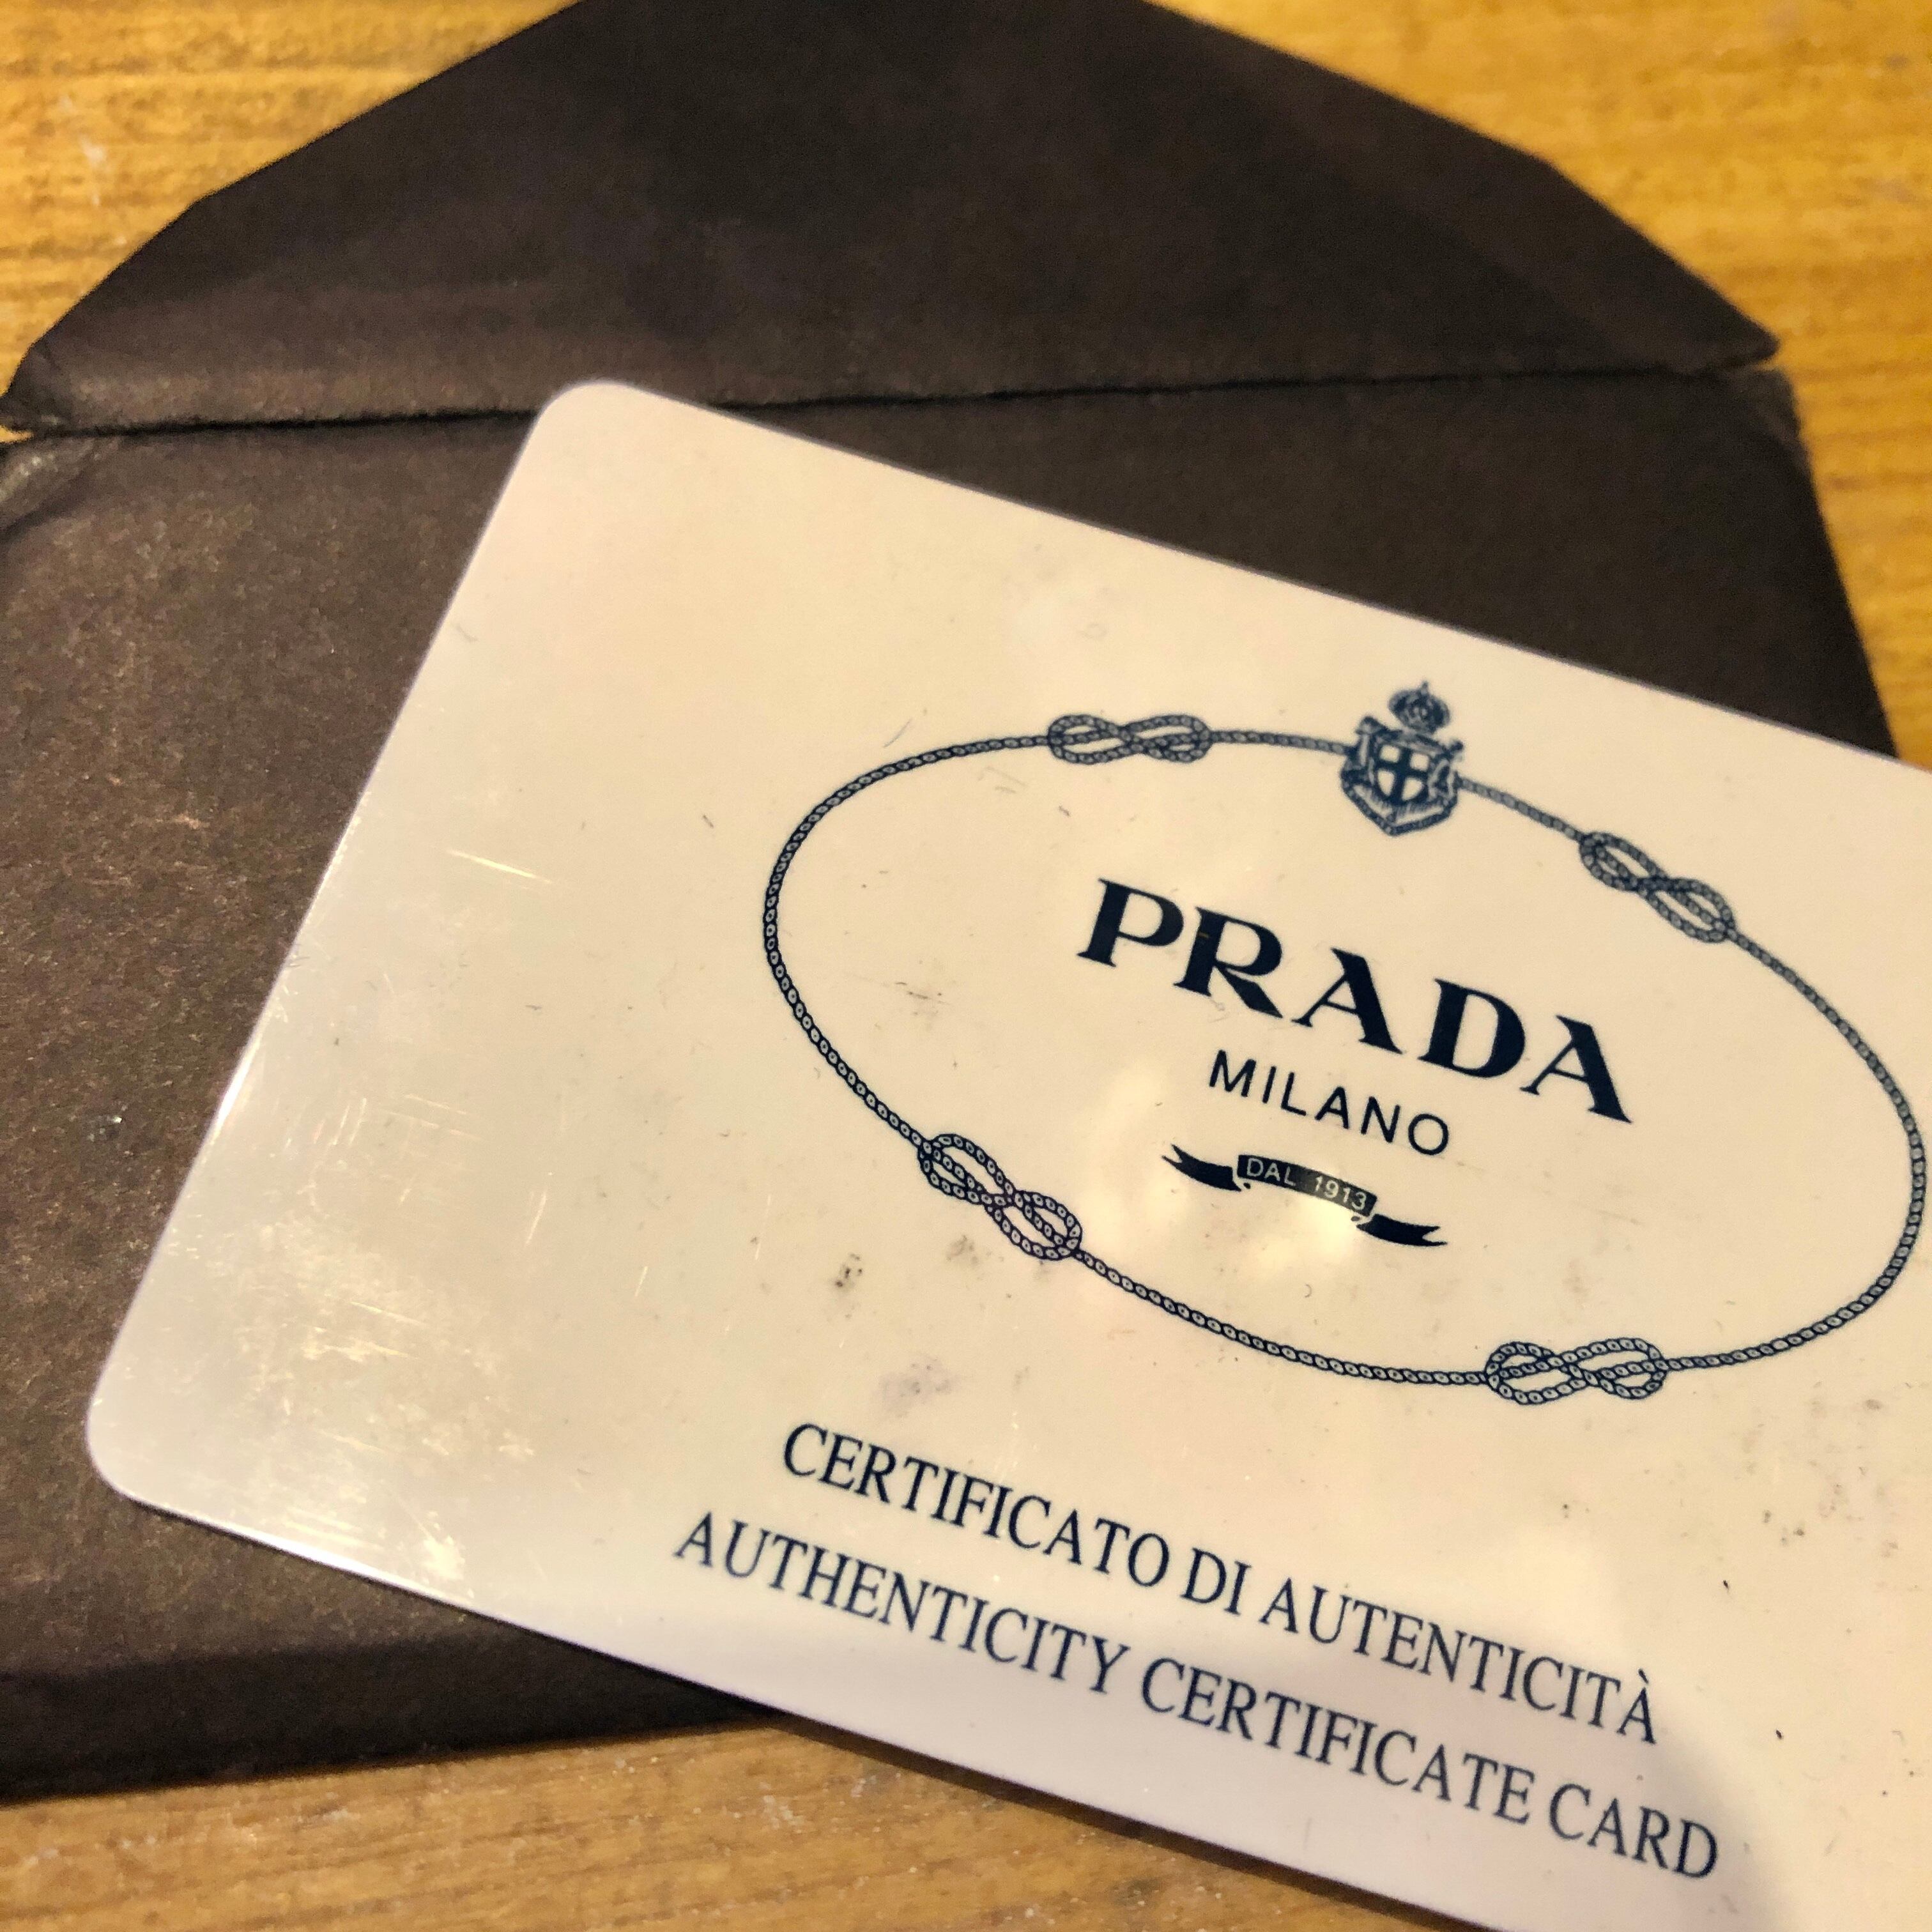 PRADA
MILANO
DAL 1913
CERTIFICATO DI AUTENTICITÀ
AUTHENTICITY CERTIFICATE CARD